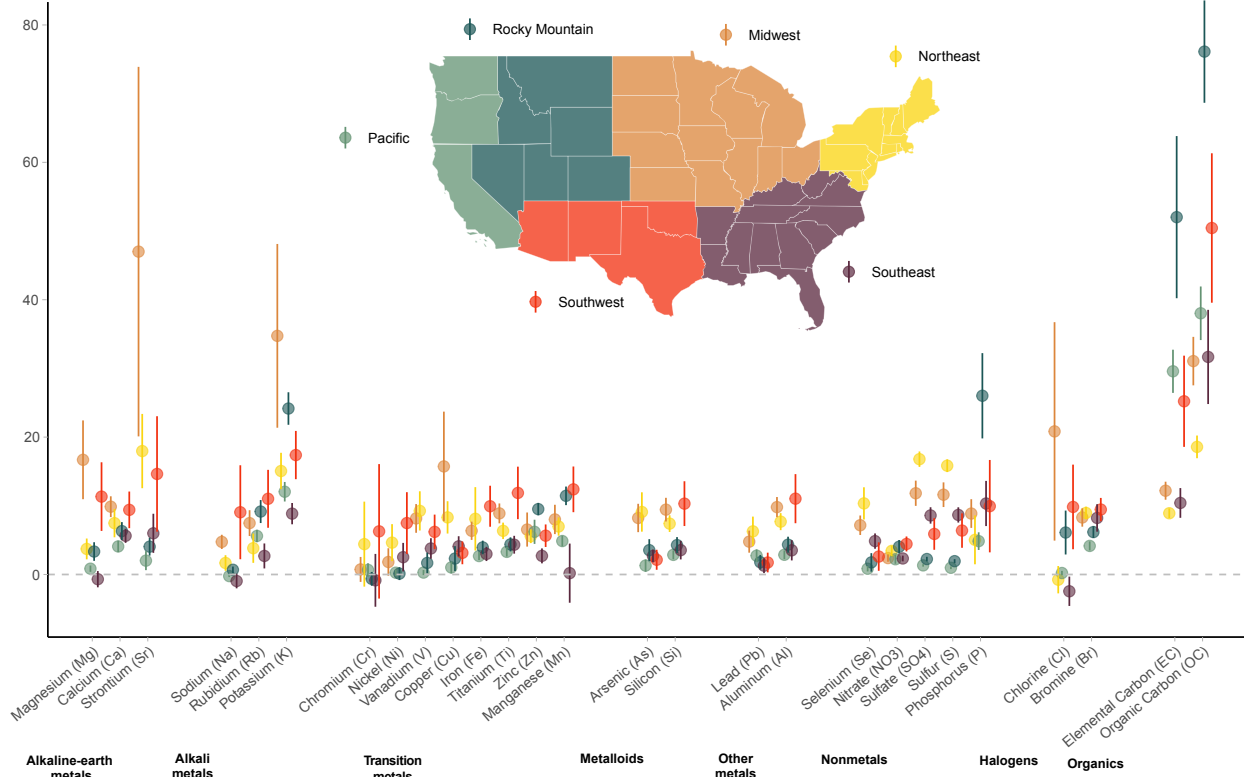 80
60
40
20
0
Rocky Mountain
Midwest
Northeast
Pacific
Southeast
Southwest
Magnesium (Mg)
Calcium (Ca)
Strontium (Sr)
Sodium (Na)
Rubidium (Rb)
Potassium (K)
Chromium (Cr)
Nickel (Ni)
Vanadium (V)
Copper (Cu)
Iron (Fe)
Titanium (Ti)
Zinc (Zn)
Manganese (Mn)
Arsenic (As)
Silicon (Si)
Lead (Pb)
Aluminum (Al)
Selenium (Se)
Nitrate (NO3)
Sulfate (SO4)
Sulfur (S)
Phosphorus (P)
Chlorine (Cl)
Bromine (Br)
Elemental Carbon (EC)
Organic Carbon (OC)
Alkaline-earth
metals
Alkali
metals
Transition
metals
Metalloids
Other
metals
Nonmetals
Halogens
Organics